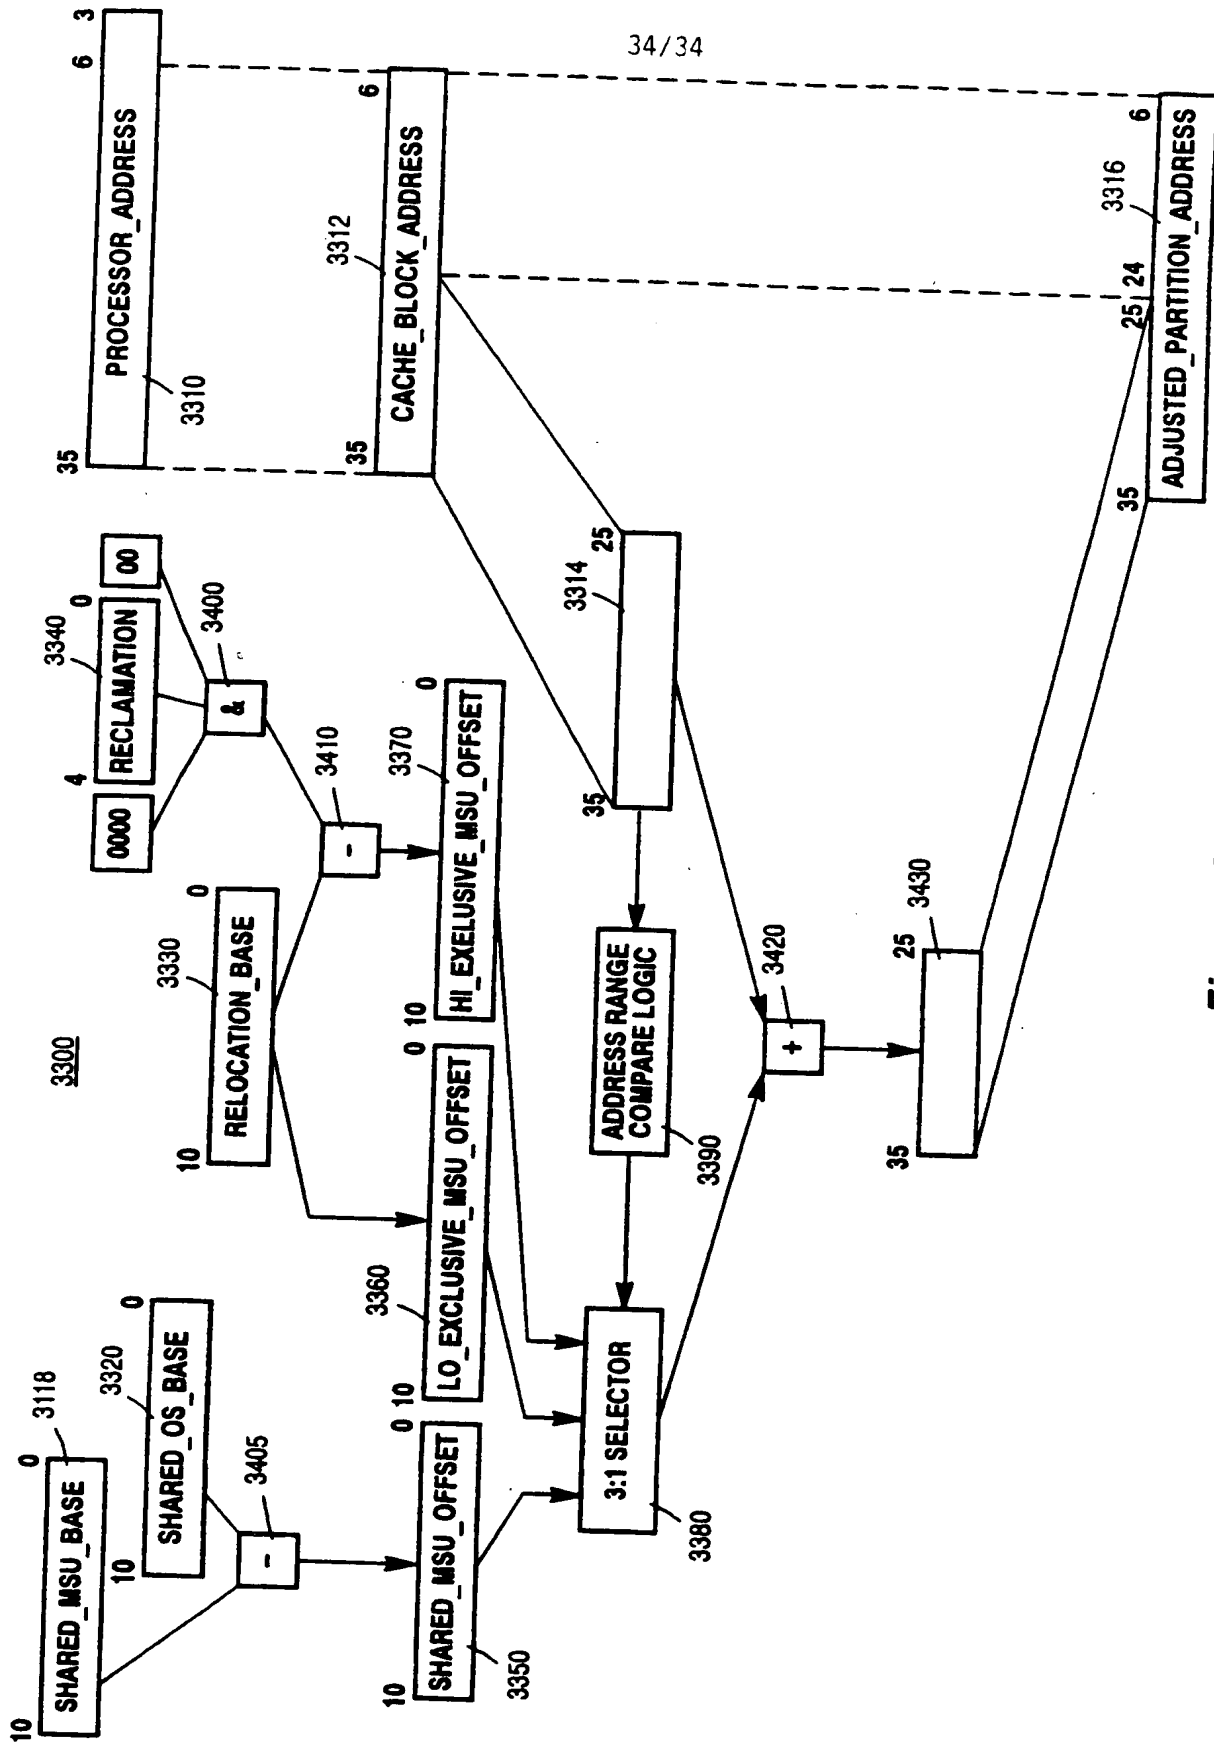 34/34
3300
10 SHARED_MSU_BASE 0
3118
10 SHARED_OS_BASE 0
3320
-
3405
10 RELOCATION_BASE 0
3330
0000
4 RECLAMATION 0
3340
00
&
3400
-
3410
35 PROCESSOR_ADDRESS 6 3
3310
10 SHARED_MSU_OFFSET 0
3350
10 LO_EXCLUSIVE_MSU_OFFSET 0
3360
10 HI_EXELUSIVE_MSU_OFFSET 0
3370
35 CACHE_BLOCK_ADDRESS 6
3312
3:1 SELECTOR
3380
ADDRESS RANGE
COMPARE LOGIC
3390
35 25
3314
+
3420
35 25
3430
35 25 24 6
ADJUSTED_PARTITION_ADDRESS
3316